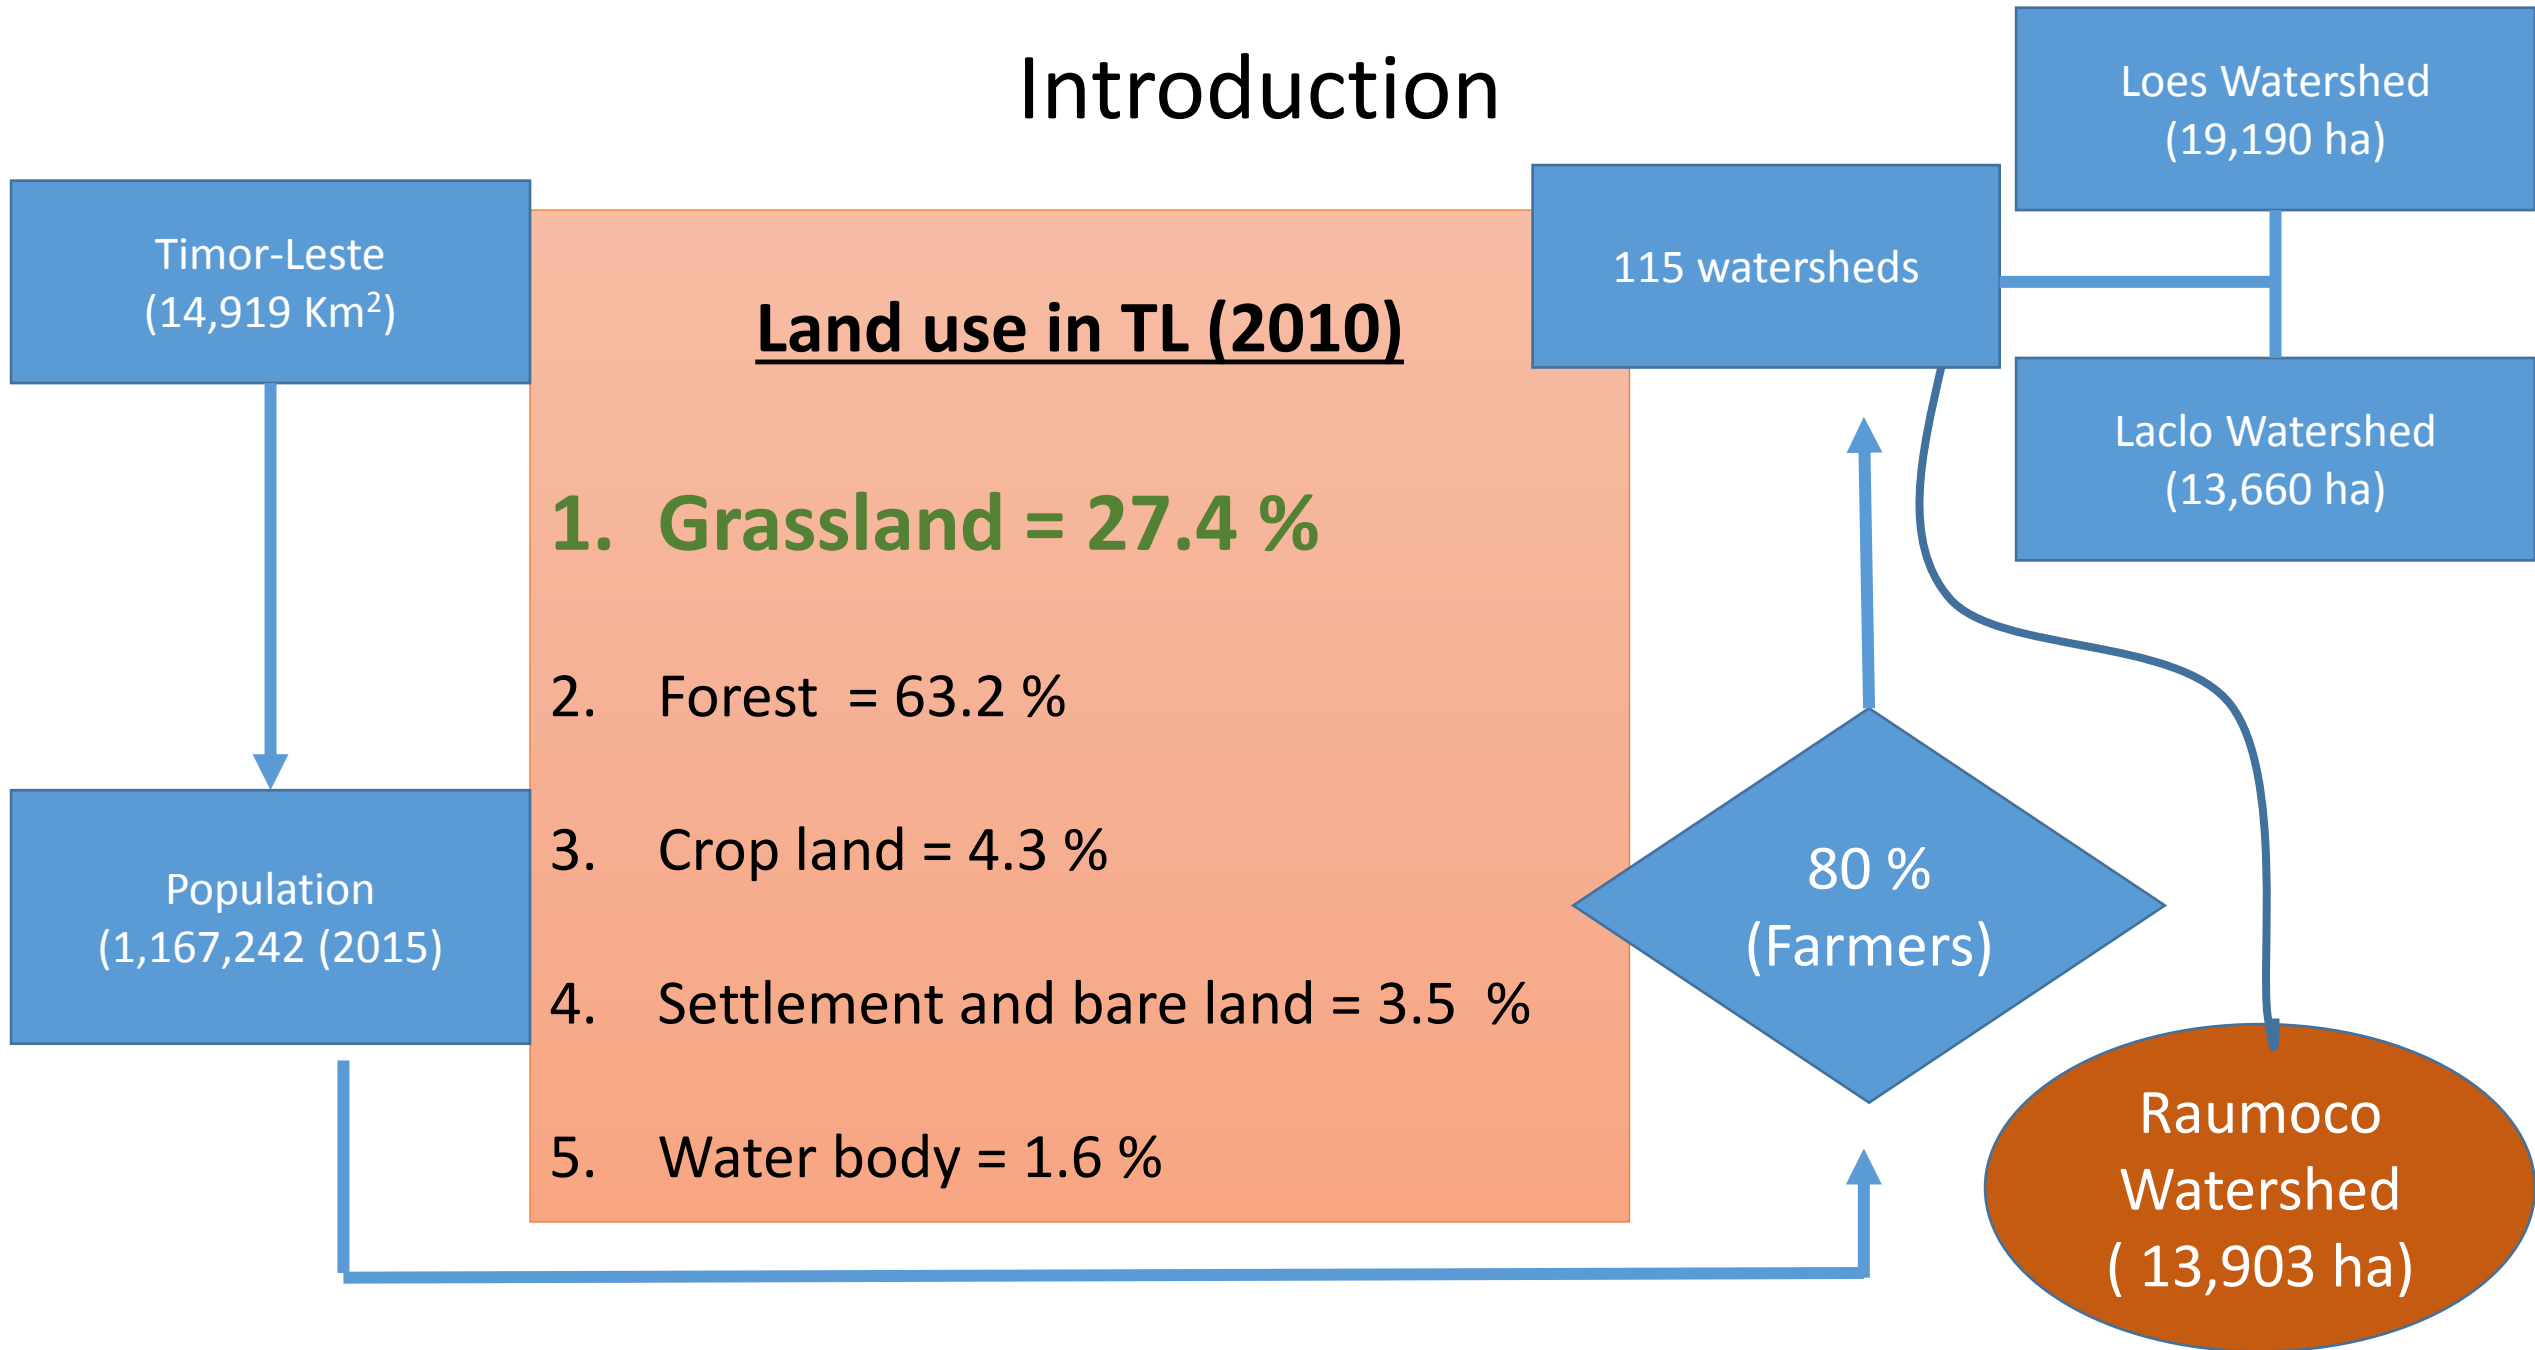 Introduction
Timor-Leste
(14,919 Km²)
Population
(1,167,242 (2015)
Land use in TL (2010)
1. Grassland = 27.4 %
2. Forest = 63.2 %
3. Crop land = 4.3 %
4. Settlement and bare land = 3.5 %
5. Water body = 1.6 %
80 %
(Farmers)
115 watersheds
Loes Watershed
(19,190 ha)
Laclo Watershed
(13,660 ha)
Raumoco
Watershed
( 13,903 ha)